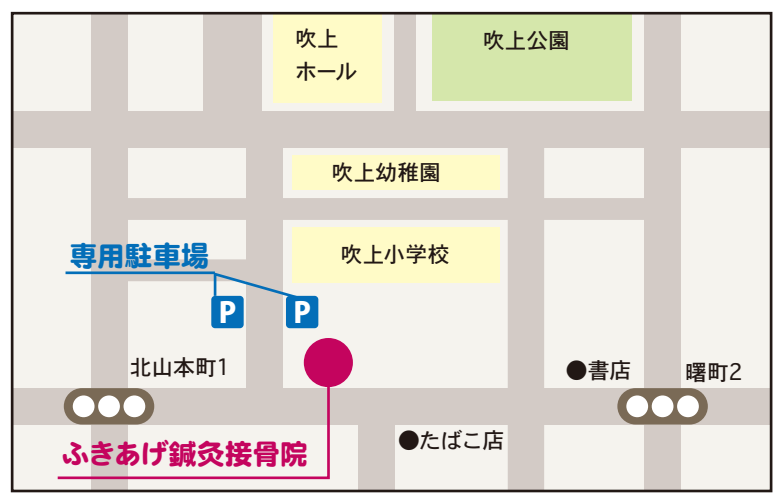 吹上
ホール
吹上公園
吹上幼稚園
吹上小学校
専用駐車場
P
P
北山本町1
●書店
曙町2
●たばこ店
ふきあげ鍼灸接骨院